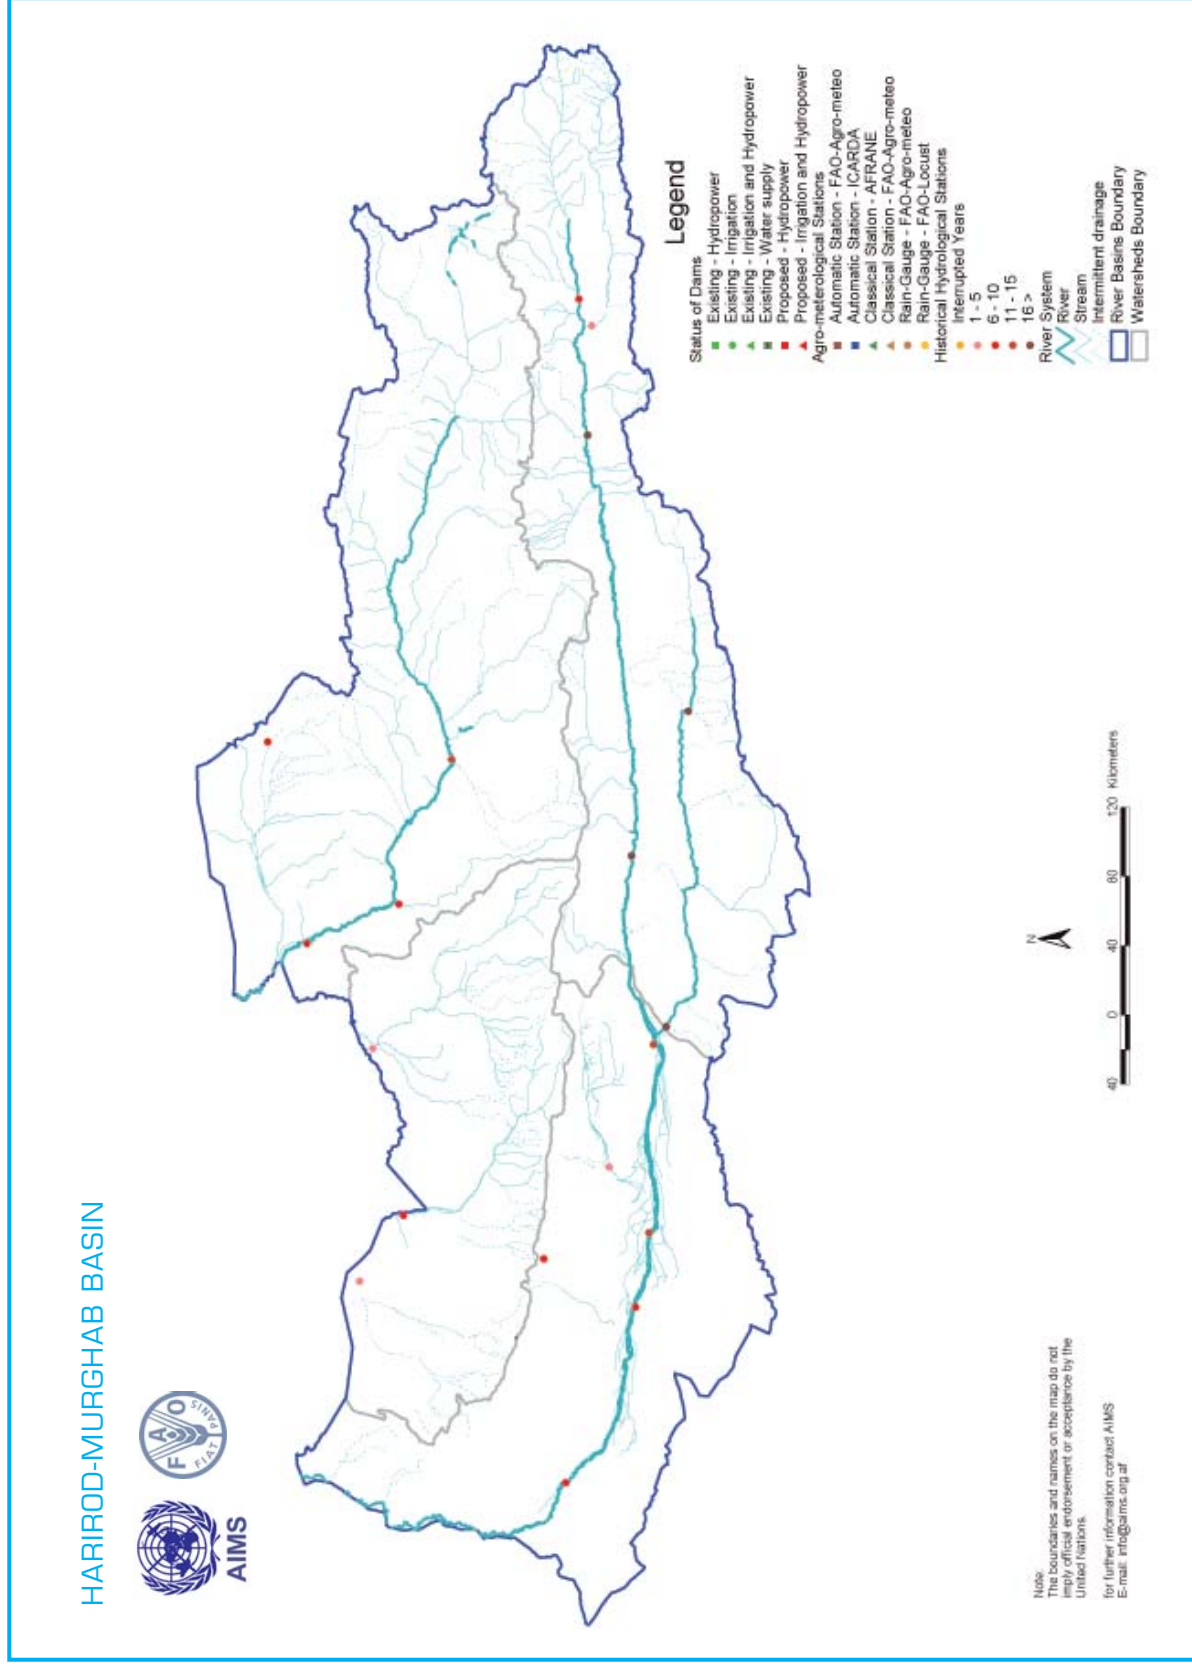 HARIROD-MURGHAB BASIN
AIMS
F A O
FIAT PANIS
Legend
Status of Dams
Existing - Hydropower
Existing - Irrigation
Existing - Irrigation and Hydropower
Existing - Water supply
Proposed - Hydropower
Proposed - Irrigation and Hydropower
Agro-meterological Stations
Automatic Station - FAO-Agro-meteo
Automatic Station - ICARDA
Classical Station - AFRANE
Classical Station - FAO-Agro-meteo
Rain-Gauge - FAO-Agro-meteo
Rain-Gauge - FAO-Locust
Historical Hydrological Stations
Interrupted Years
1 - 5
6 - 10
11 - 15
16 >
River System
River
Stream
Intermittent drainage
River Basins Boundary
Watersheds Boundary
N
40 0 40 80 120 Kilometers
Note:
The boundaries and names on the map do not
imply official endorsement or acceptance by the
United Nations.
for further information contact AIMS
E-mail: info@aims.org.af